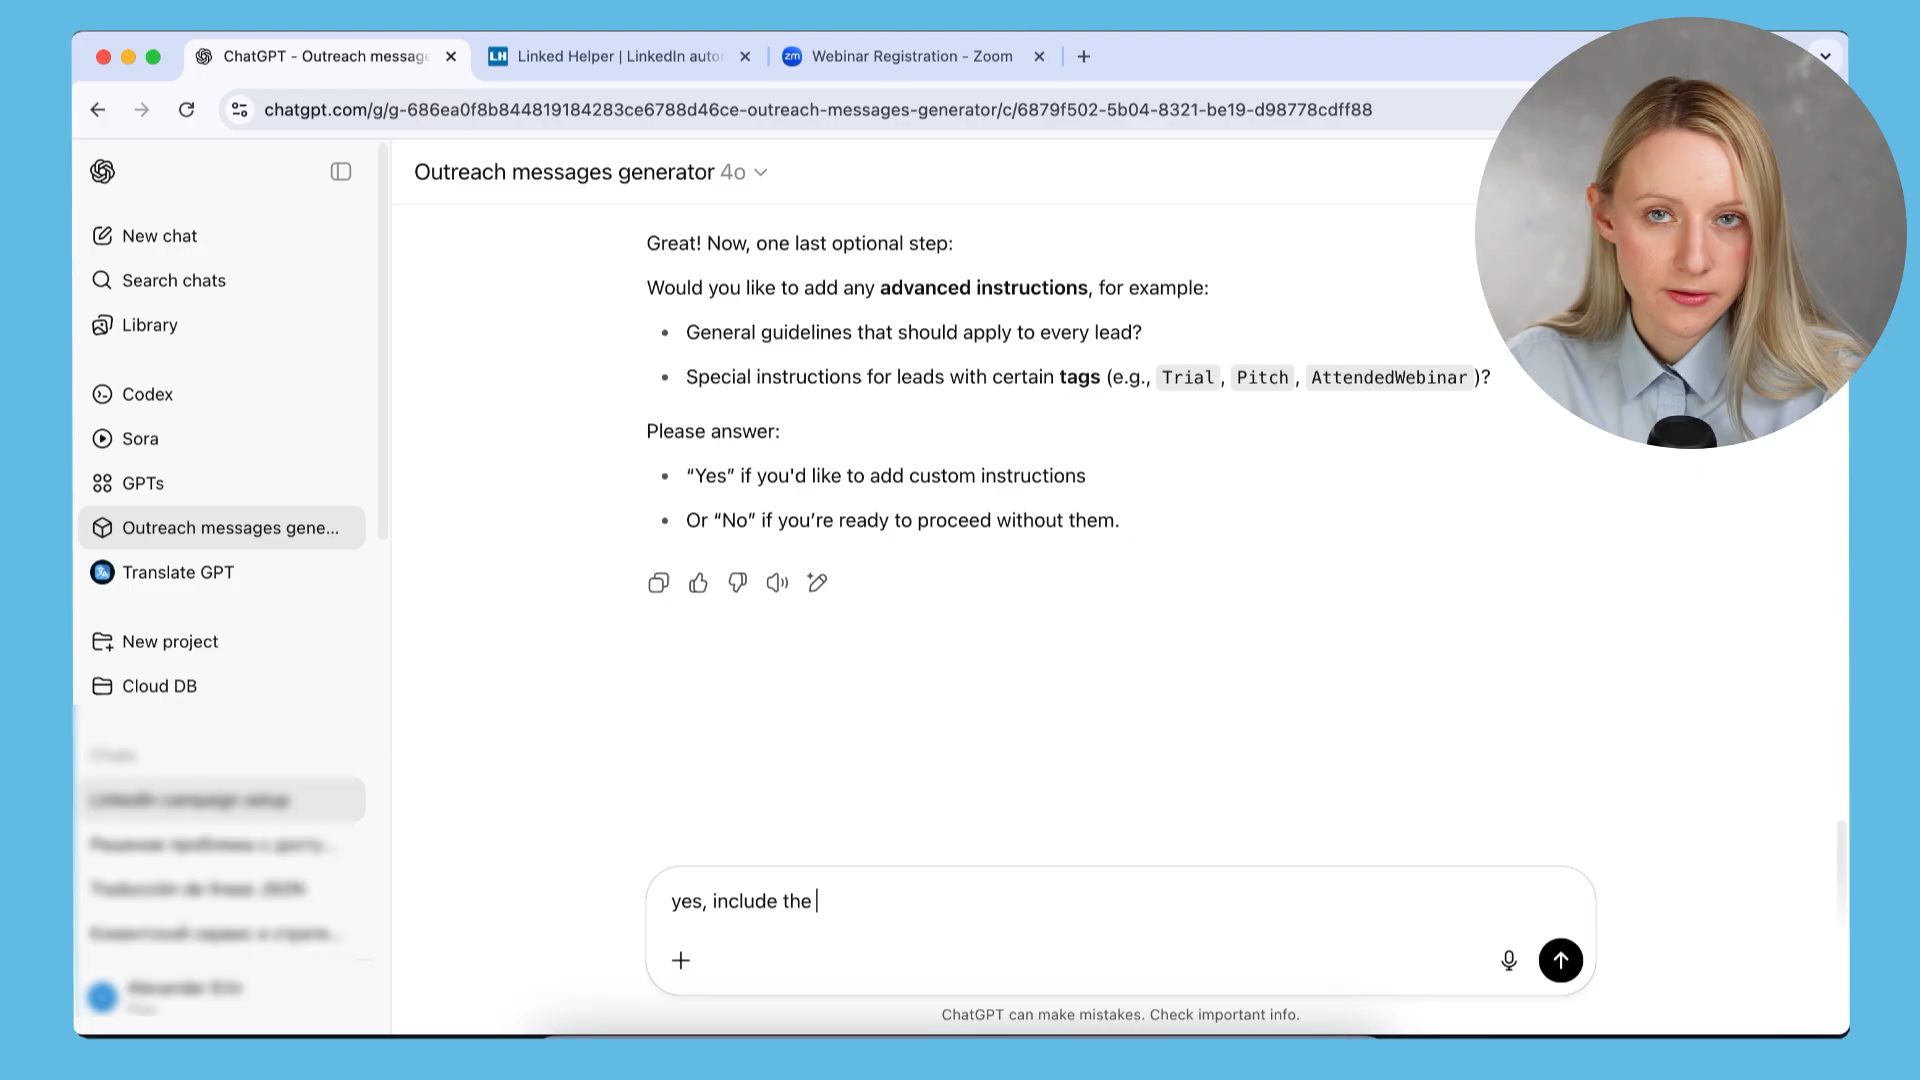 ChatGPT - Outreach messag
LH
Linked Helper | LinkedIn auto
zm
Webinar Registration - Zoom
chatgpt.com/g/g-686ea0f8b844819184283ce6788d46ce-outreach-messages-generator/c/6879f502-5b04-8321-be19-d98778cdff88
Outreach messages generator 4o
New chat
Search chats
Library
Codex
Sora
GPTs
Outreach messages gene...
Translate GPT
New project
Cloud DB
Great! Now, one last optional step:
Would you like to add any advanced instructions, for example:
• General guidelines that should apply to every lead?
• Special instructions for leads with certain tags (e.g., Trial, Pitch, AttendedWebinar)?
Please answer:
• “Yes” if you'd like to add custom instructions
• Or “No” if you’re ready to proceed without them.
yes, include the
ChatGPT can make mistakes. Check important info.